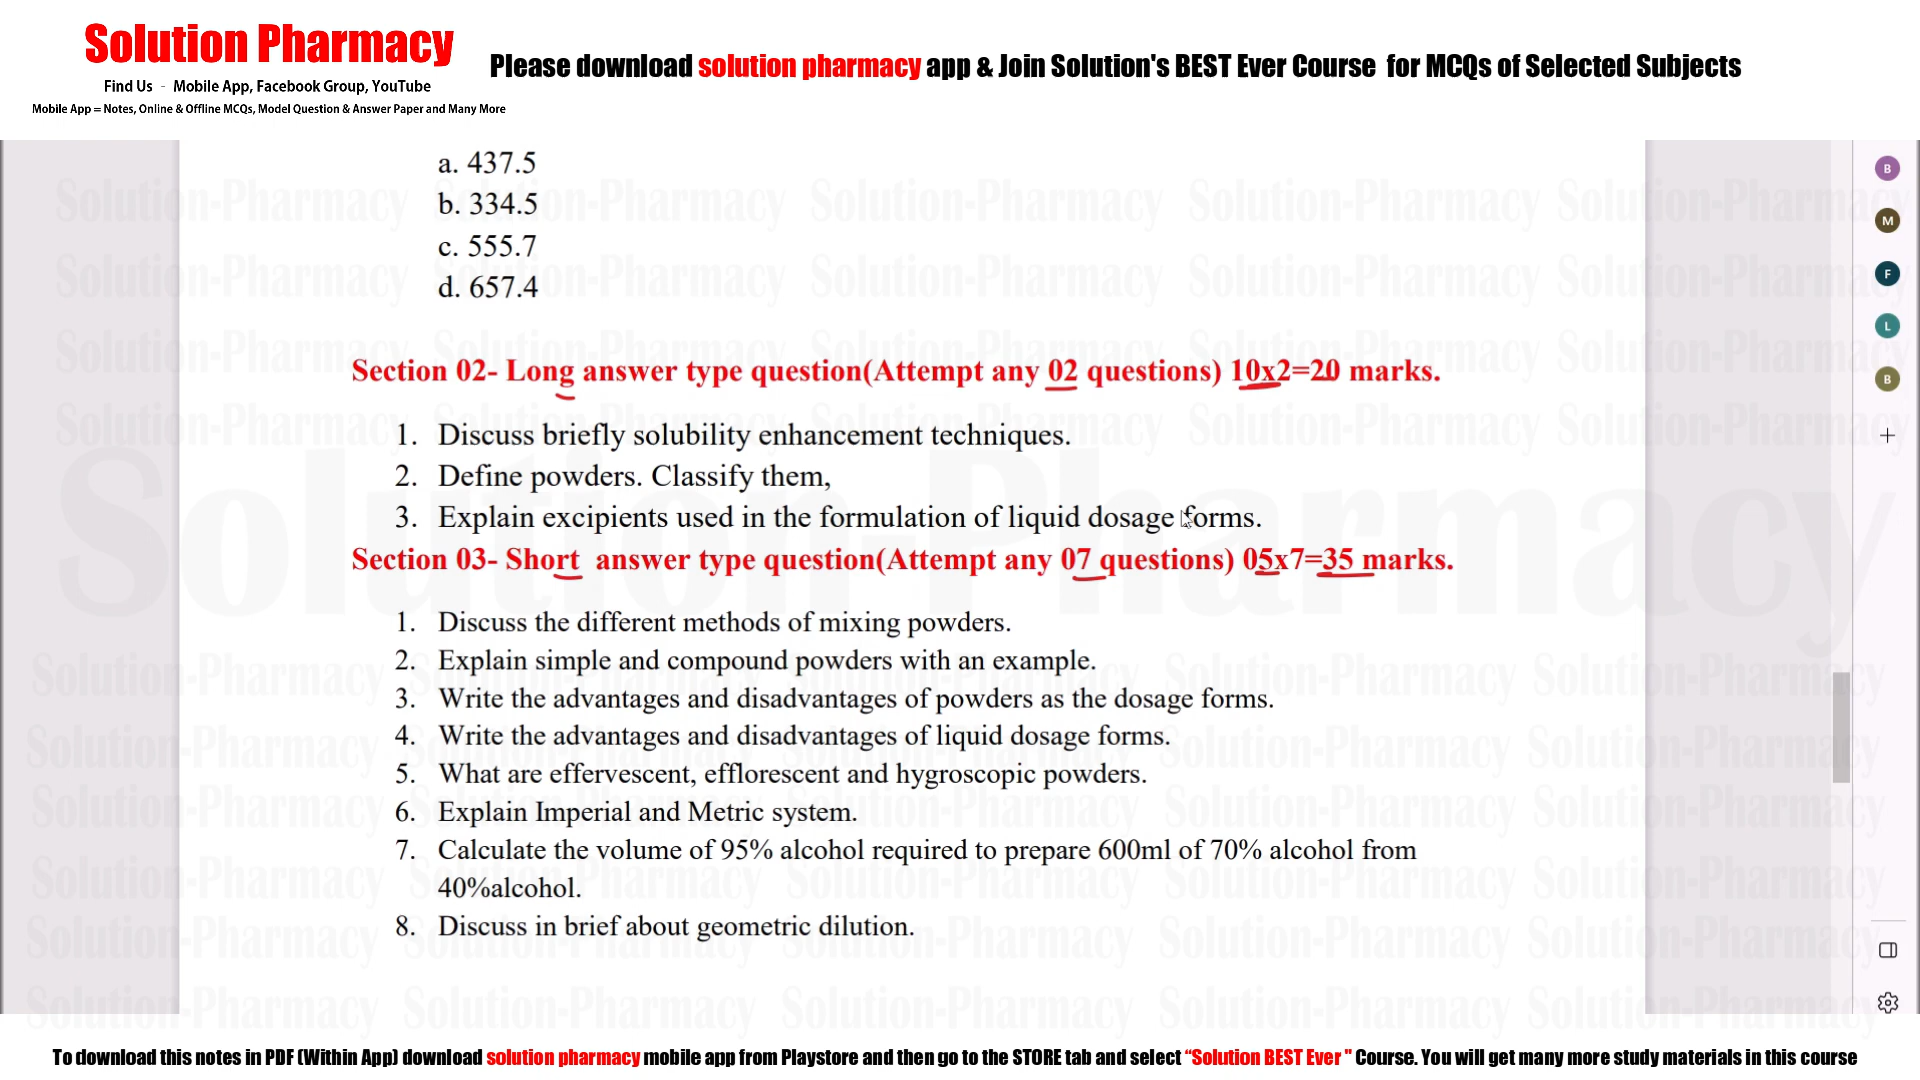 Solution Pharmacy
Find Us - Mobile App, Facebook Group, YouTube
Mobile App = Notes, Online & Offline MCQs, Model Question & Answer Paper and Many More
Please download solution pharmacy app & Join Solution's BEST Ever Course for MCQs of Selected Subjects
a. 437.5
b. 334.5
c. 555.7
d. 657.4
Section 02- Long answer type question(Attempt any 02 questions) 10x2=20 marks.
1. Discuss briefly solubility enhancement techniques.
2. Define powders. Classify them,
3. Explain excipients used in the formulation of liquid dosage forms.
Section 03- Short answer type question(Attempt any 07 questions) 05x7=35 marks.
1. Discuss the different methods of mixing powders.
2. Explain simple and compound powders with an example.
3. Write the advantages and disadvantages of powders as the dosage forms.
4. Write the advantages and disadvantages of liquid dosage forms.
5. What are effervescent, efflorescent and hygroscopic powders.
6. Explain Imperial and Metric system.
7. Calculate the volume of 95% alcohol required to prepare 600ml of 70% alcohol from
40%alcohol.
8. Discuss in brief about geometric dilution.
B
M
F
L
B
Solution-Pharmacy
To download this notes in PDF (Within App) download solution pharmacy mobile app from Playstore and then go to the STORE tab and select “Solution BEST Ever " Course. You will get many more study materials in this course